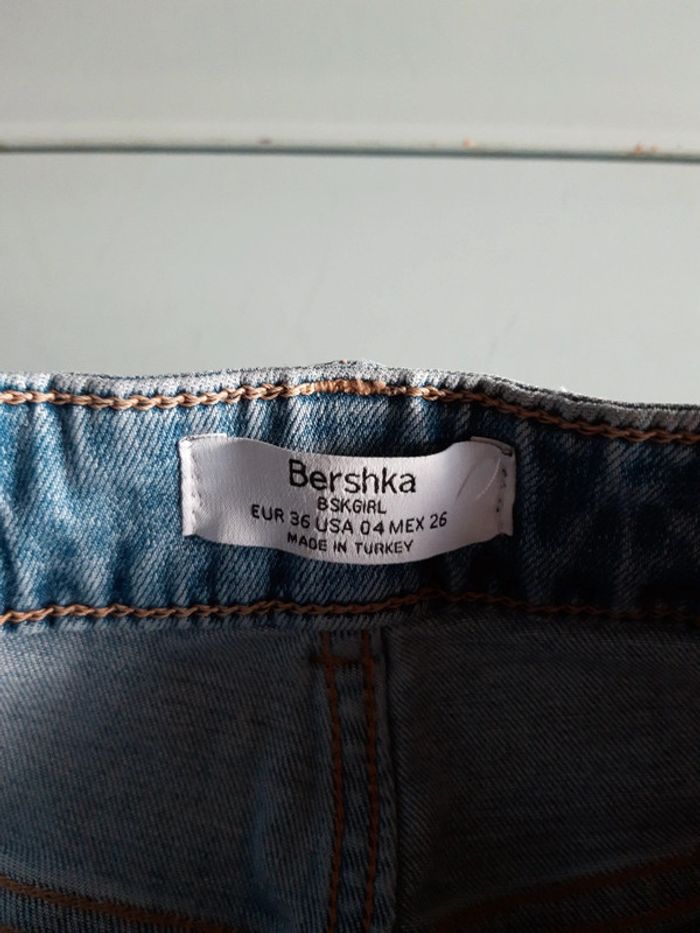 Bershka
BSKGIRL
EUR 36 USA 04 MEX 26
MADE IN TURKEY